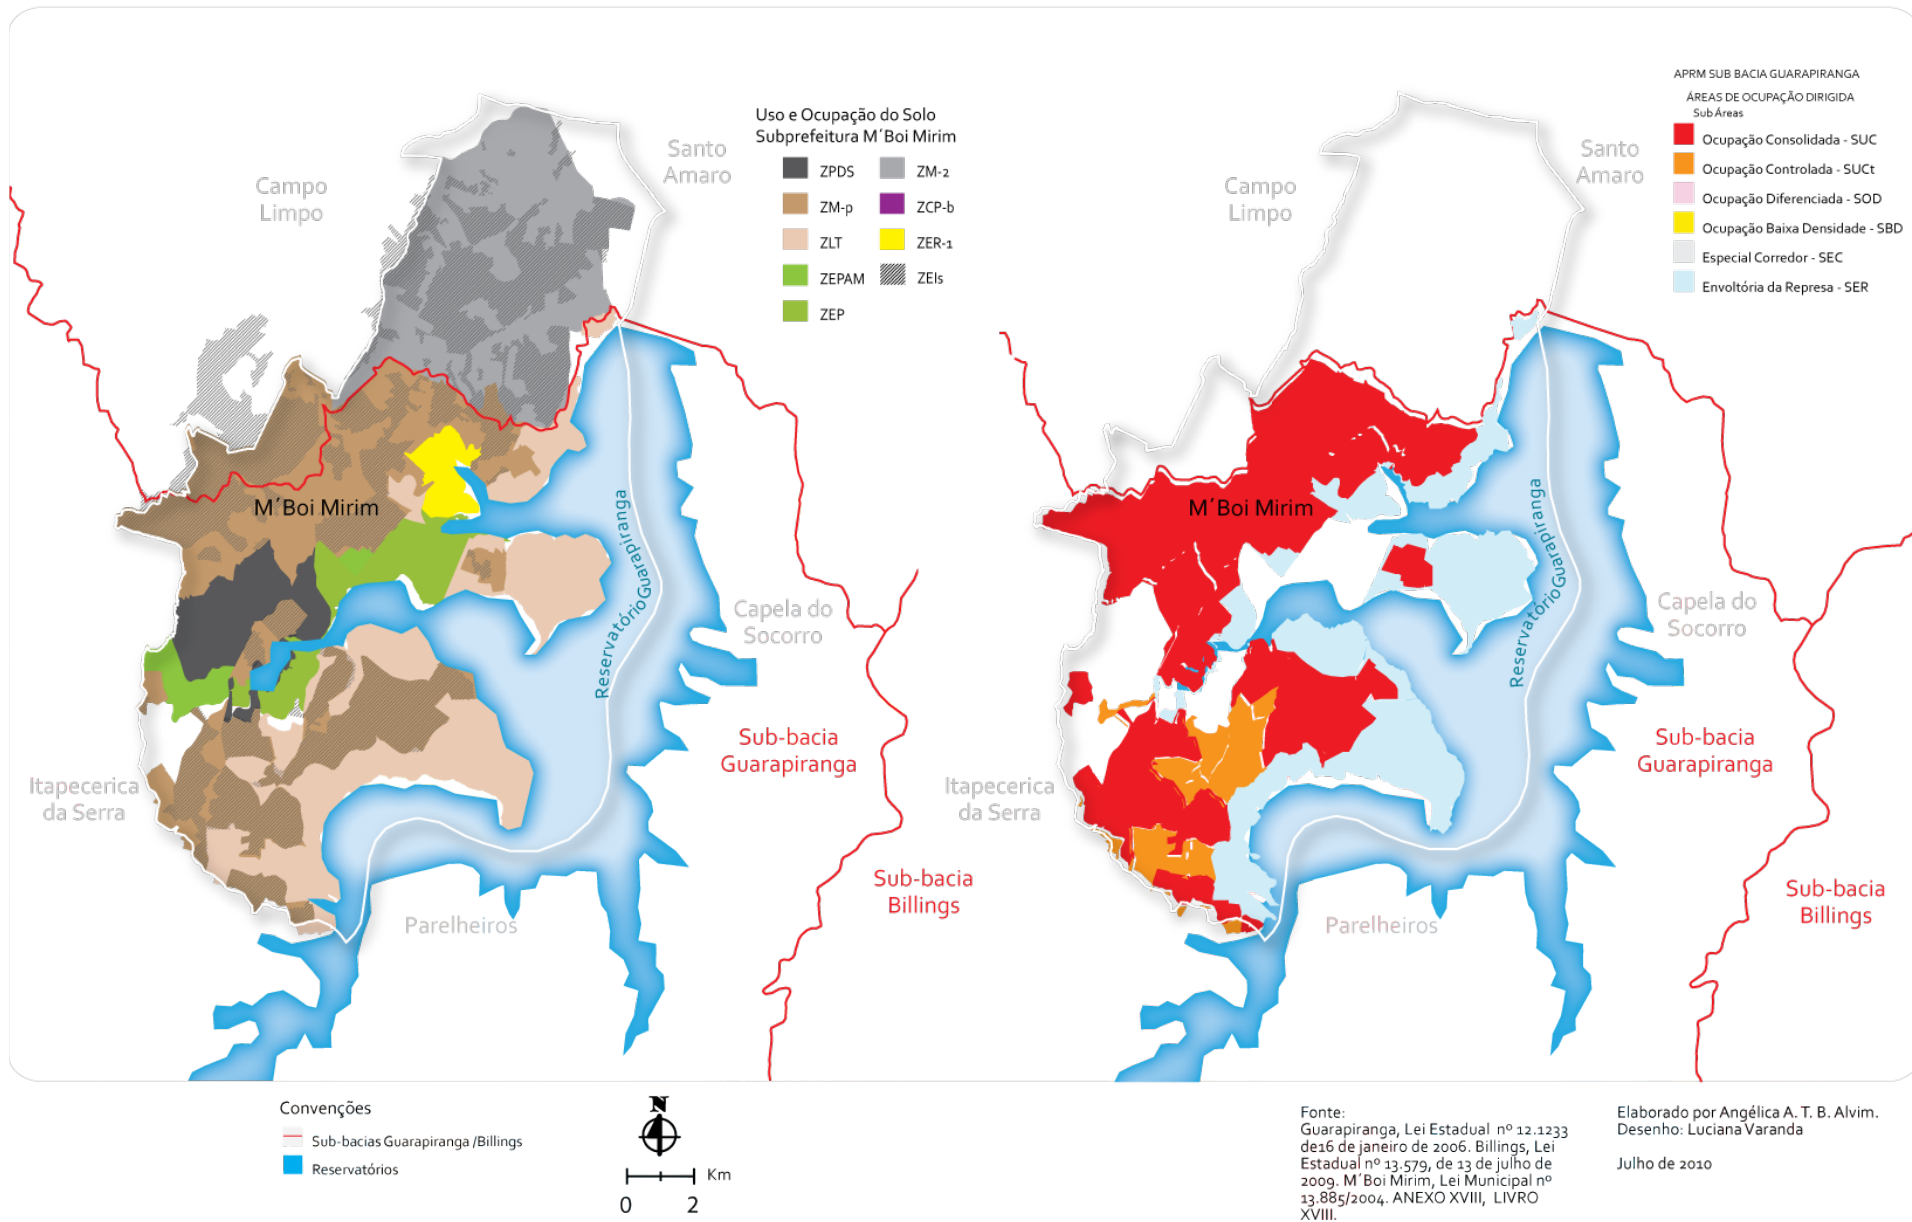 Uso e Ocupação do Solo
Subprefeitura M´Boi Mirim
ZPDS
ZM-2
ZM-p
ZCP-b
ZLT
ZER-1
ZEPAM
ZEIs
ZEP
Santo
Amaro
Campo
Limpo
M´Boi Mirim
Reservatório Guarapiranga
Capela do
Socorro
Sub-bacia
Guarapiranga
Itapecerica
da Serra
Sub-bacia
Billings
Parelheiros
APRM SUB BACIA GUARAPIRANGA
ÁREAS DE OCUPAÇÃO DIRIGIDA
Sub Áreas
Ocupação Consolidada - SUC
Ocupação Controlada - SUCt
Ocupação Diferenciada - SOD
Ocupação Baixa Densidade - SBD
Especial Corredor - SEC
Envoltória da Represa - SER
Santo
Amaro
Campo
Limpo
M´Boi Mirim
Reservatório Guarapiranga
Capela do
Socorro
Sub-bacia
Guarapiranga
Itapecerica
da Serra
Sub-bacia
Billings
Parelheiros
Convenções
Sub-bacias Guarapiranga /Billings
Reservatórios
N
Km
0 2
Fonte:
Guarapiranga, Lei Estadual nº 12.1233
de16 de janeiro de 2006. Billings, Lei
Estadual nº 13.579, de 13 de julho de
2009. M´Boi Mirim, Lei Municipal nº
13.885/2004. ANEXO XVIII, LIVRO
XVIII.
Elaborado por Angélica A. T. B. Alvim.
Desenho: Luciana Varanda
Julho de 2010